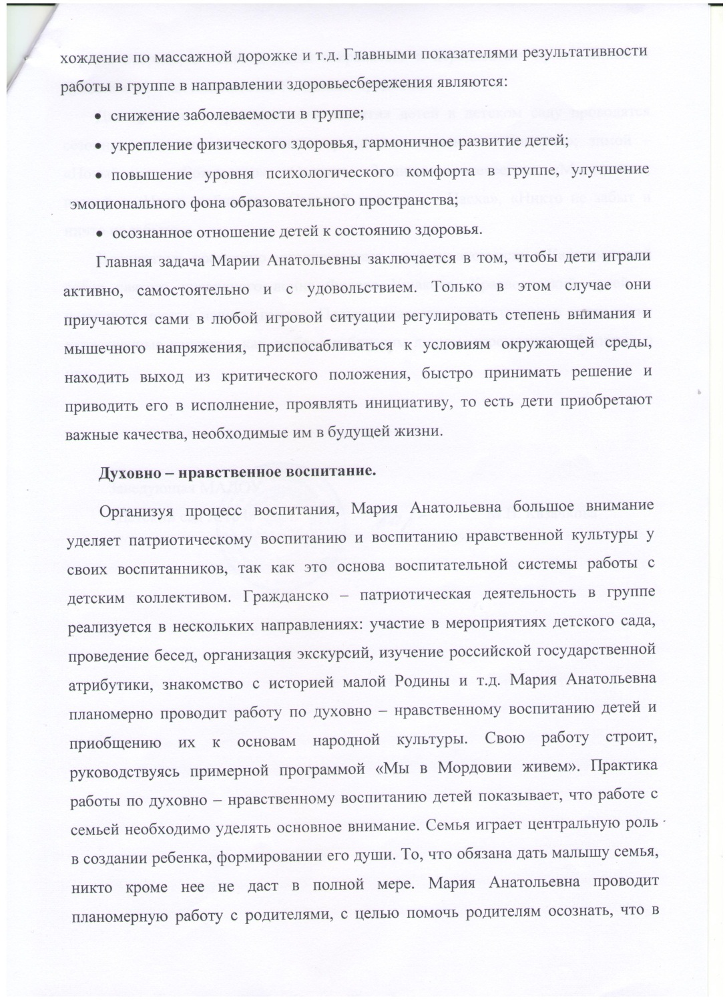 хождение по массажной дорожке и т.д. Главными показателями результативности
работы в группе в направлении здоровьесбережения являются:
• снижение заболеваемости в группе;
• укрепление физического здоровья, гармоничное развитие детей;
• повышение уровня психологического комфорта в группе, улучшение
эмоционального фона образовательного пространства;
• осознанное отношение детей к состоянию здоровья.
Главная задача Марии Анатольевны заключается в том, чтобы дети играли
активно, самостоятельно и с удовольствием. Только в этом случае они
приучаются сами в любой игровой ситуации регулировать степень внимания и
мышечного напряжения, приспосабливаться к условиям окружающей среды,
находить выход из критического положения, быстро принимать решение и
приводить его в исполнение, проявлять инициативу, то есть дети приобретают
важные качества, необходимые им в будущей жизни.
Духовно – нравственное воспитание.
Организуя процесс воспитания, Мария Анатольевна большое внимание
уделяет патриотическому воспитанию и воспитанию нравственной культуры у
своих воспитанников, так как это основа воспитательной системы работы с
детским коллективом. Гражданско – патриотическая деятельность в группе
реализуется в нескольких направлениях: участие в мероприятиях детского сада,
проведение бесед, организация экскурсий, изучение российской государственной
атрибутики, знакомство с историей малой Родины и т.д. Мария Анатольевна
планомерно проводит работу по духовно – нравственному воспитанию детей и
приобщению их к основам народной культуры. Свою работу строит,
руководствуясь примерной программой «Мы в Мордовии живем». Практика
работы по духовно – нравственному воспитанию детей показывает, что работе с
семьей необходимо уделять основное внимание. Семья играет центральную роль
в создании ребенка, формировании его души. То, что обязана дать малышу семья,
никто кроме нее не даст в полной мере. Мария Анатольевна проводит
планомерную работу с родителями, с целью помочь родителям осознать, что в